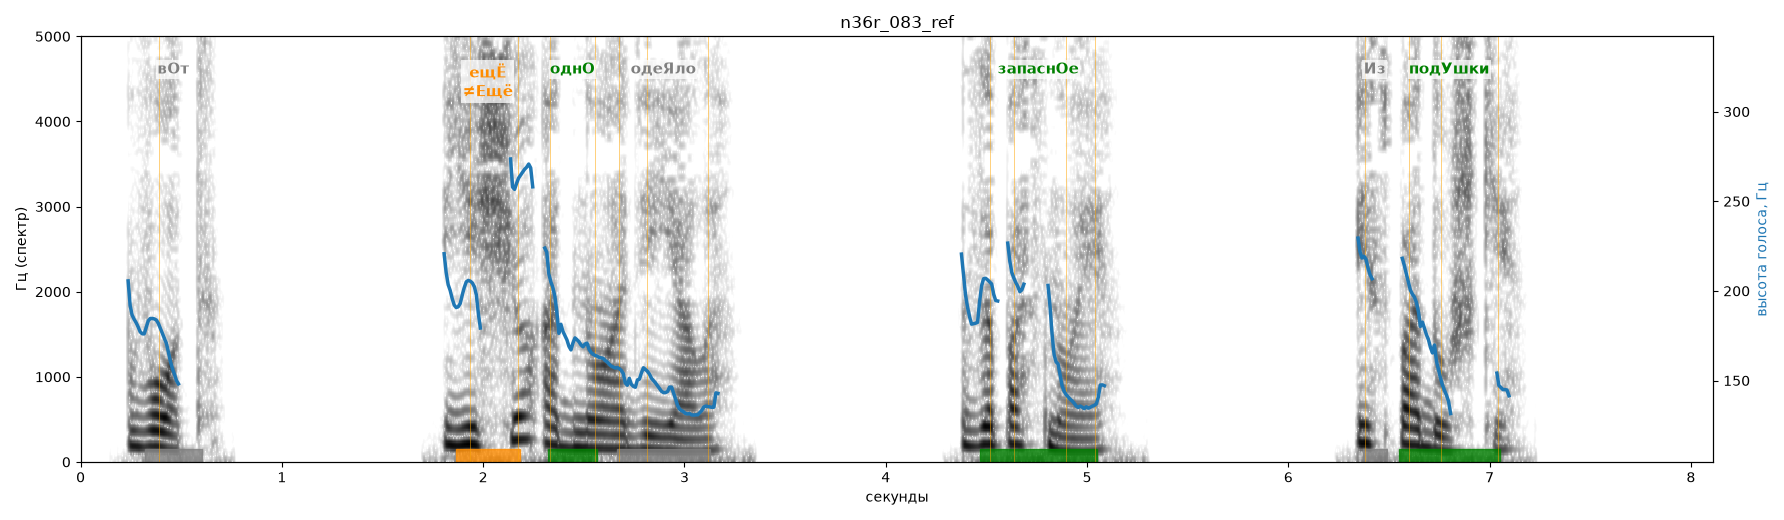 n36r_083_ref
вОт
ещЁ
≠Ещё
однО
одеЯло
запаснОе
Из
подУшки
Гц (спектр)
5000
4000
3000
2000
1000
0
высота голоса, Гц
300
250
200
150
0 1 2 3 4 5 6 7 8
секунды